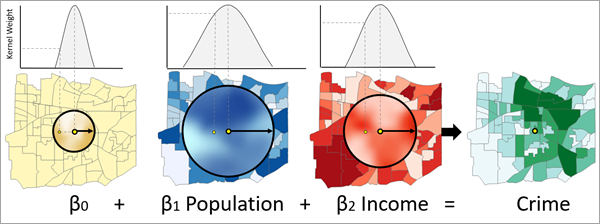 Kernel Weight
β0 + β1 Population + β2 Income = Crime